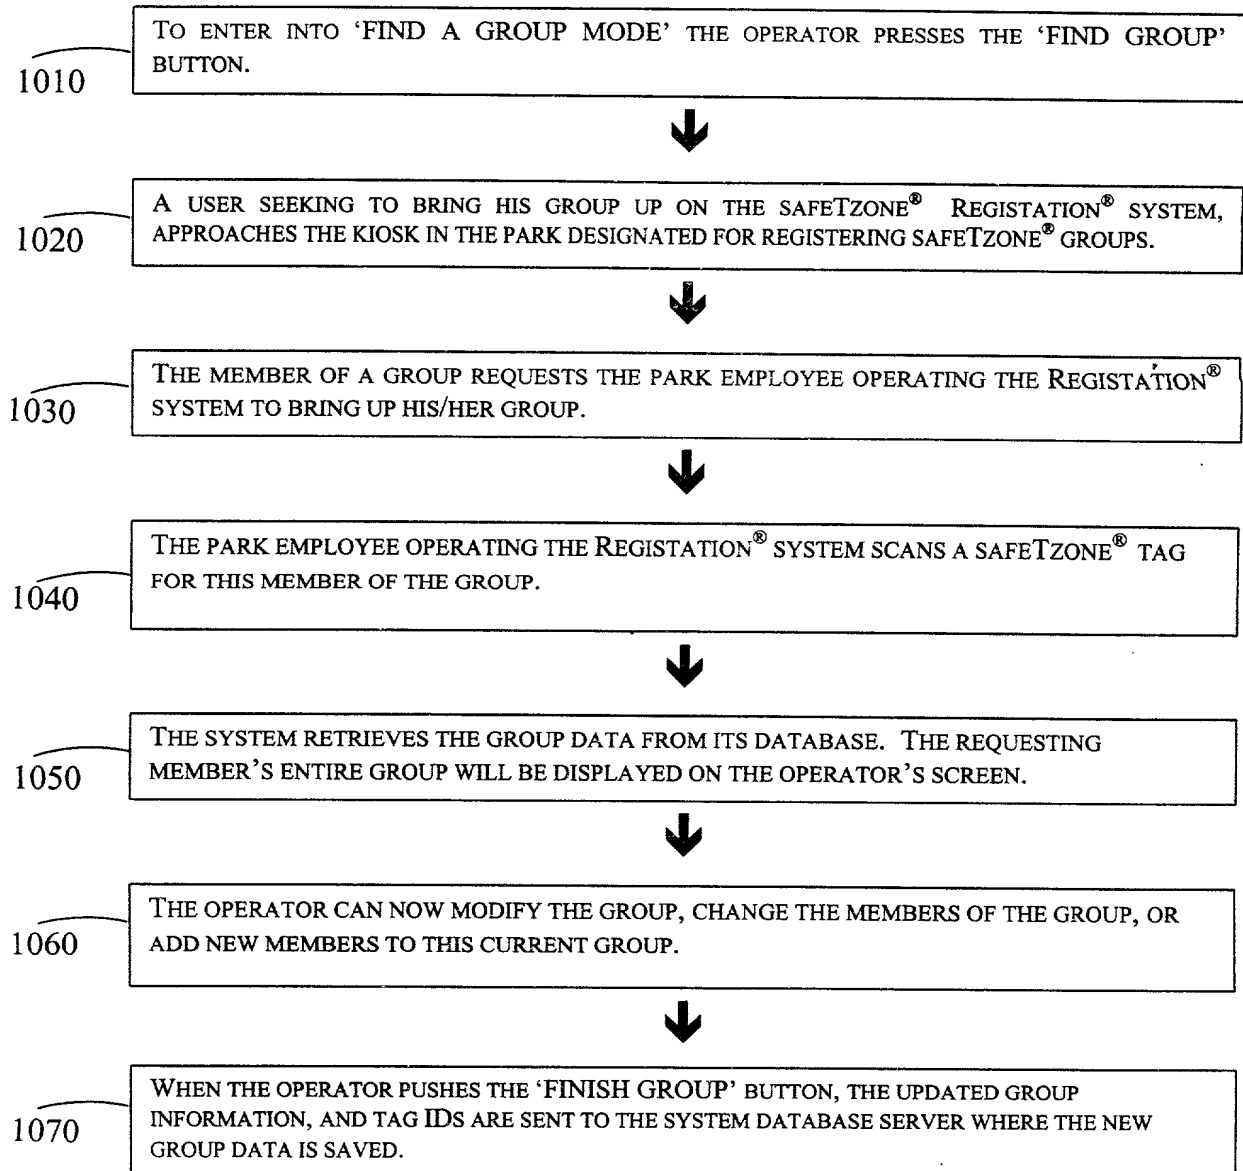 1010
TO ENTER INTO ‘FIND A GROUP MODE’ THE OPERATOR PRESSES THE ‘FIND GROUP’
BUTTON.
1020
A USER SEEKING TO BRING HIS GROUP UP ON THE SAFETZONE® REGISTATION® SYSTEM,
APPROACHES THE KIOSK IN THE PARK DESIGNATED FOR REGISTERING SAFETZONE® GROUPS.
1030
THE MEMBER OF A GROUP REQUESTS THE PARK EMPLOYEE OPERATING THE REGISTATION®
SYSTEM TO BRING UP HIS/HER GROUP.
1040
THE PARK EMPLOYEE OPERATING THE REGISTATION® SYSTEM SCANS A SAFETZONE® TAG
FOR THIS MEMBER OF THE GROUP.
1050
THE SYSTEM RETRIEVES THE GROUP DATA FROM ITS DATABASE. THE REQUESTING
MEMBER’S ENTIRE GROUP WILL BE DISPLAYED ON THE OPERATOR’S SCREEN.
1060
THE OPERATOR CAN NOW MODIFY THE GROUP, CHANGE THE MEMBERS OF THE GROUP, OR
ADD NEW MEMBERS TO THIS CURRENT GROUP.
1070
WHEN THE OPERATOR PUSHES THE ‘FINISH GROUP’ BUTTON, THE UPDATED GROUP
INFORMATION, AND TAG IDS ARE SENT TO THE SYSTEM DATABASE SERVER WHERE THE NEW
GROUP DATA IS SAVED.